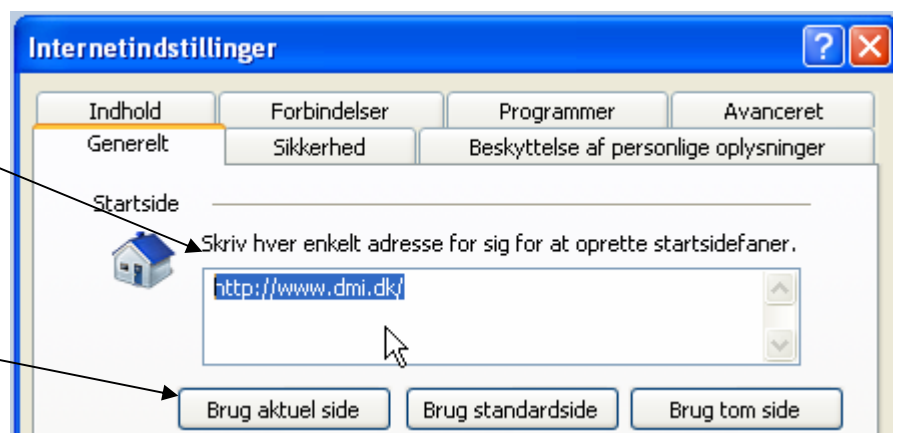 Internetindstillinger
Indhold Forbindelser Programmer Avanceret
Generelt Sikkerhed Beskyttelse af personlige oplysninger
Startside
Skriv hver enkelt adresse for sig for at oprette startsidefaner.
http://www.dmi.dk/
Brug aktuel side Brug standardside Brug tom side